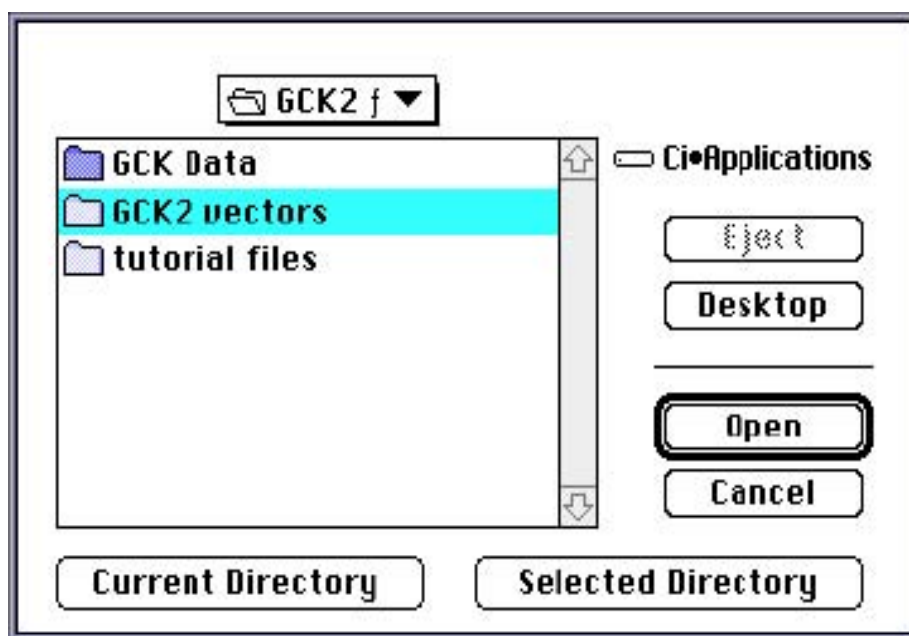 GCK2 ƒ
GCK Data
GCK2 vectors
tutorial files
Ci•Applications
Eject
Desktop
Open
Cancel
Current Directory
Selected Directory